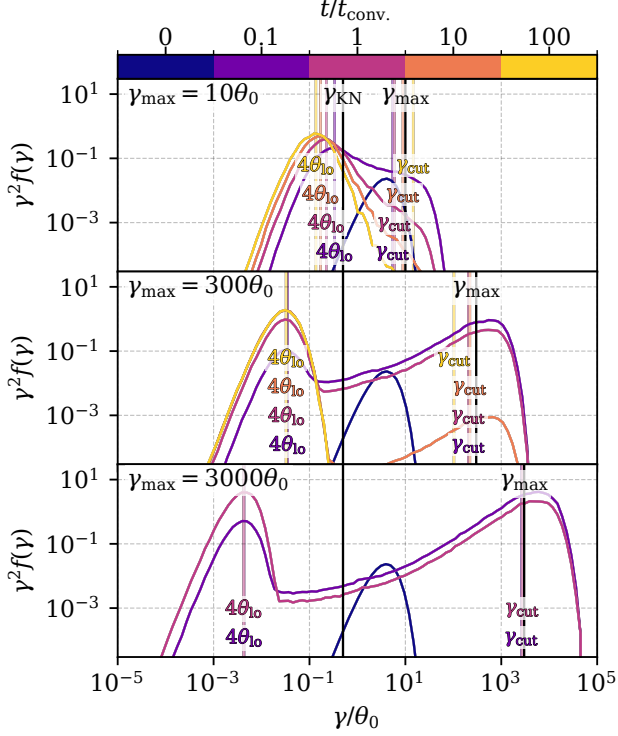 t/t_conv.
0 0.1 1 10 100
γ_max = 10θ_0 γ_KN γ_max
10^1
10^−1
10^−3
γ^2 f(γ)
4θ_lo γ_cut
4θ_lo γ_cut
4θ_lo γ_cut
4θ_lo γ_cut
γ_max = 300θ_0 γ_max
10^1
10^−1
10^−3
γ^2 f(γ)
4θ_lo γ_cut
4θ_lo γ_cut
4θ_lo γ_cut
4θ_lo γ_cut
γ_max = 3000θ_0 γ_max
10^1
10^−1
10^−3
γ^2 f(γ)
4θ_lo γ_cut
4θ_lo γ_cut
10^−5 10^−3 10^−1 10^1 10^3 10^5
γ/θ_0